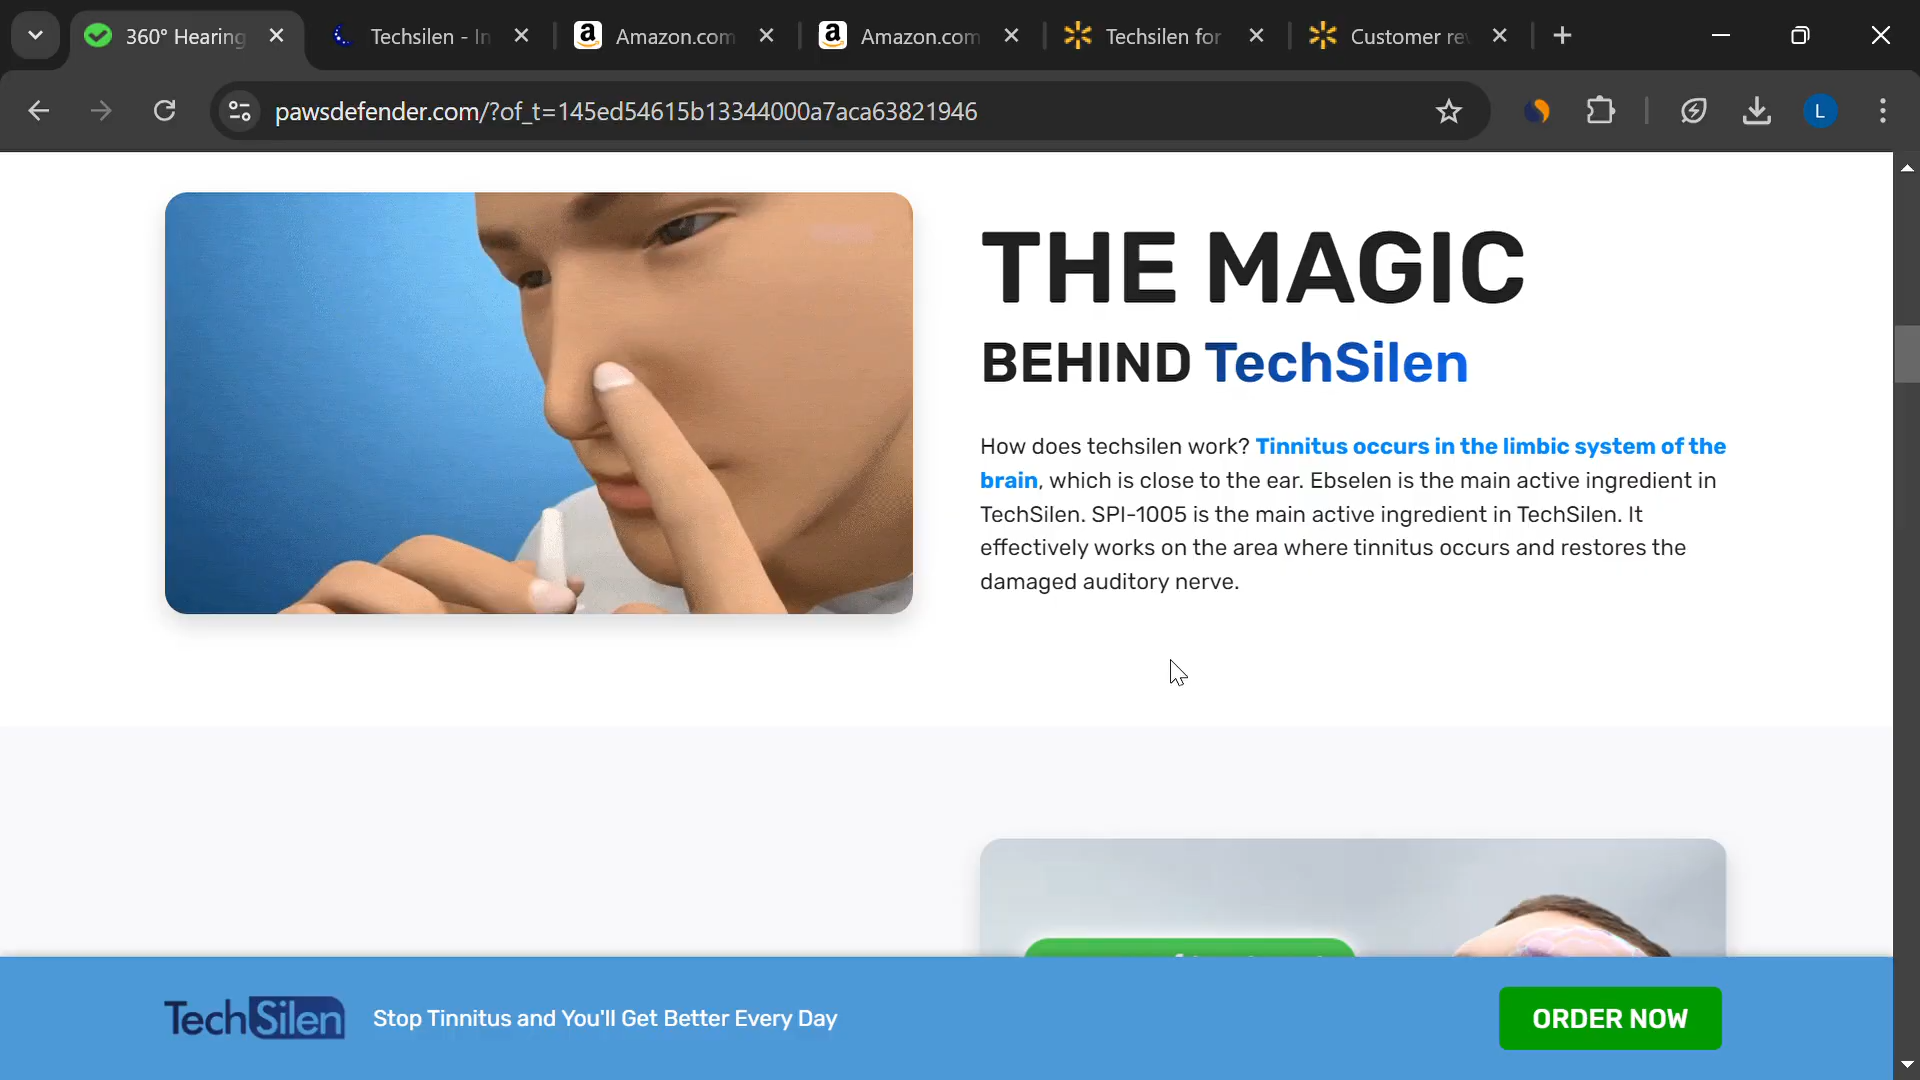 360° Hearing
Techsilen - In
Amazon.com
Amazon.com
Techsilen for
Customer re
pawsdefender.com/?of_t=145ed54615b13344000a7aca63821946
L
THE MAGIC
BEHIND TechSilen
How does techsilen work? Tinnitus occurs in the limbic system of the
brain, which is close to the ear. Ebselen is the main active ingredient in
TechSilen. SPI-1005 is the main active ingredient in TechSilen. It
effectively works on the area where tinnitus occurs and restores the
damaged auditory nerve.
TechSilen
Stop Tinnitus and You'll Get Better Every Day
ORDER NOW